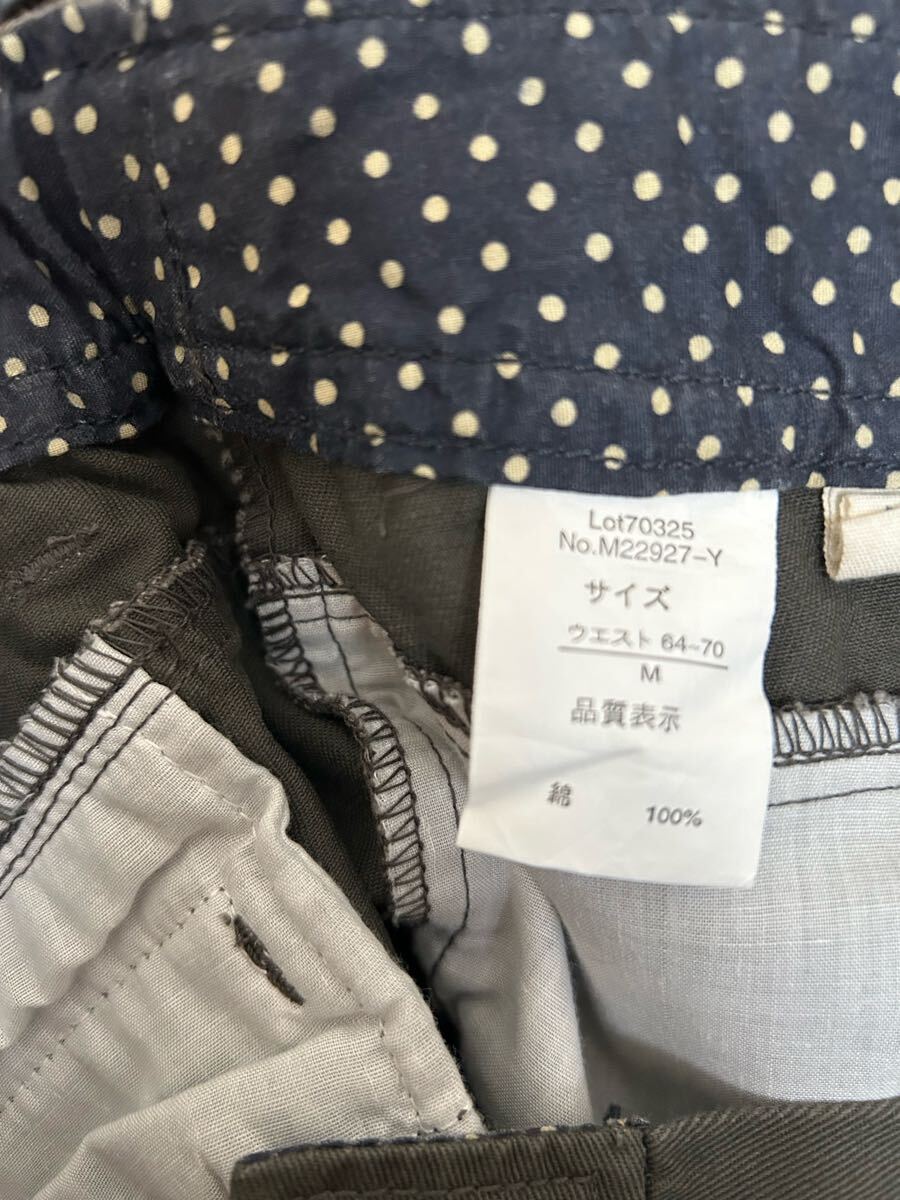 Lot70325
No.M22927-Y
サイズ
ウエスト 64~70
M
品質表示
綿 100%